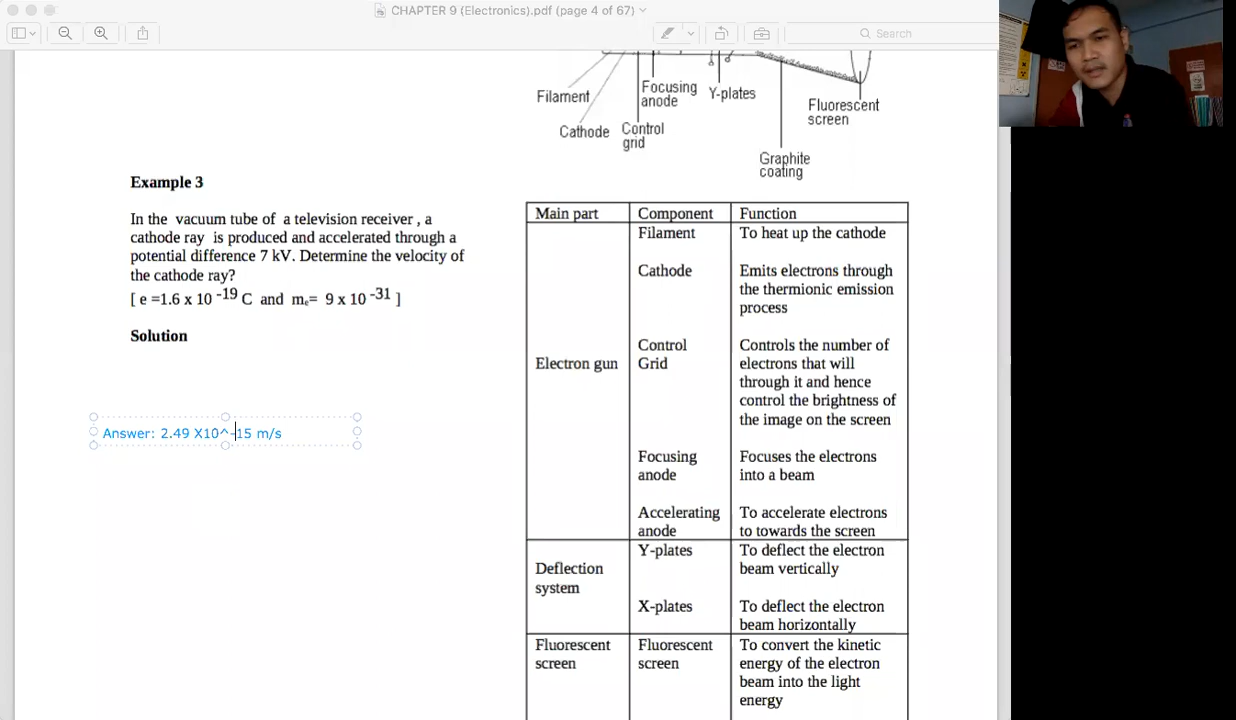 CHAPTER 9 (Electronics).pdf (page 4 of 67)
Search
Filament
Cathode
Control
grid
Focusing
anode
Y-plates
Graphite
coating
Fluorescent
screen
Example 3
In the vacuum tube of a television receiver , a
cathode ray is produced and accelerated through a
potential difference 7 kV. Determine the velocity of
the cathode ray?
[ e =1.6 x 10 -19 C and me= 9 x 10 -31 ]
Solution
Answer: 2.49 X10^-15 m/s
Main part Component Function
Filament To heat up the cathode
Cathode Emits electrons through
the thermionic emission
process
Control Controls the number of
Electron gun Grid electrons that will
through it and hence
control the brightness of
the image on the screen
Focusing Focuses the electrons
anode into a beam
Accelerating To accelerate electrons
anode to towards the screen
Y-plates To deflect the electron
Deflection beam vertically
system
X-plates To deflect the electron
beam horizontally
Fluorescent Fluorescent To convert the kinetic
screen screen energy of the electron
beam into the light
energy